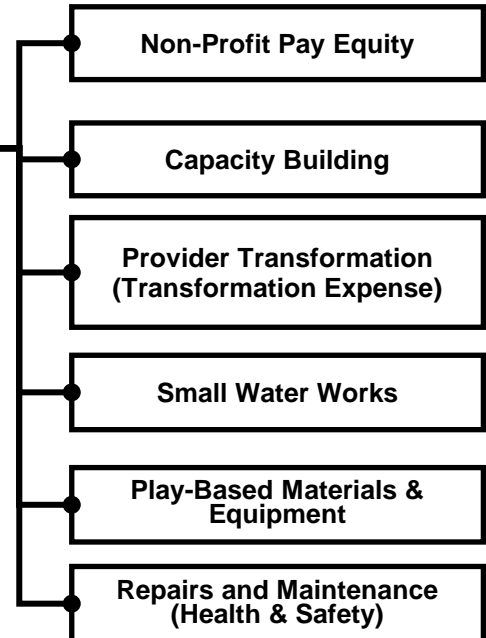 Non-Profit Pay Equity
Capacity Building
Provider Transformation
(Transformation Expense)
Small Water Works
Play-Based Materials &
Equipment
Repairs and Maintenance
(Health & Safety)